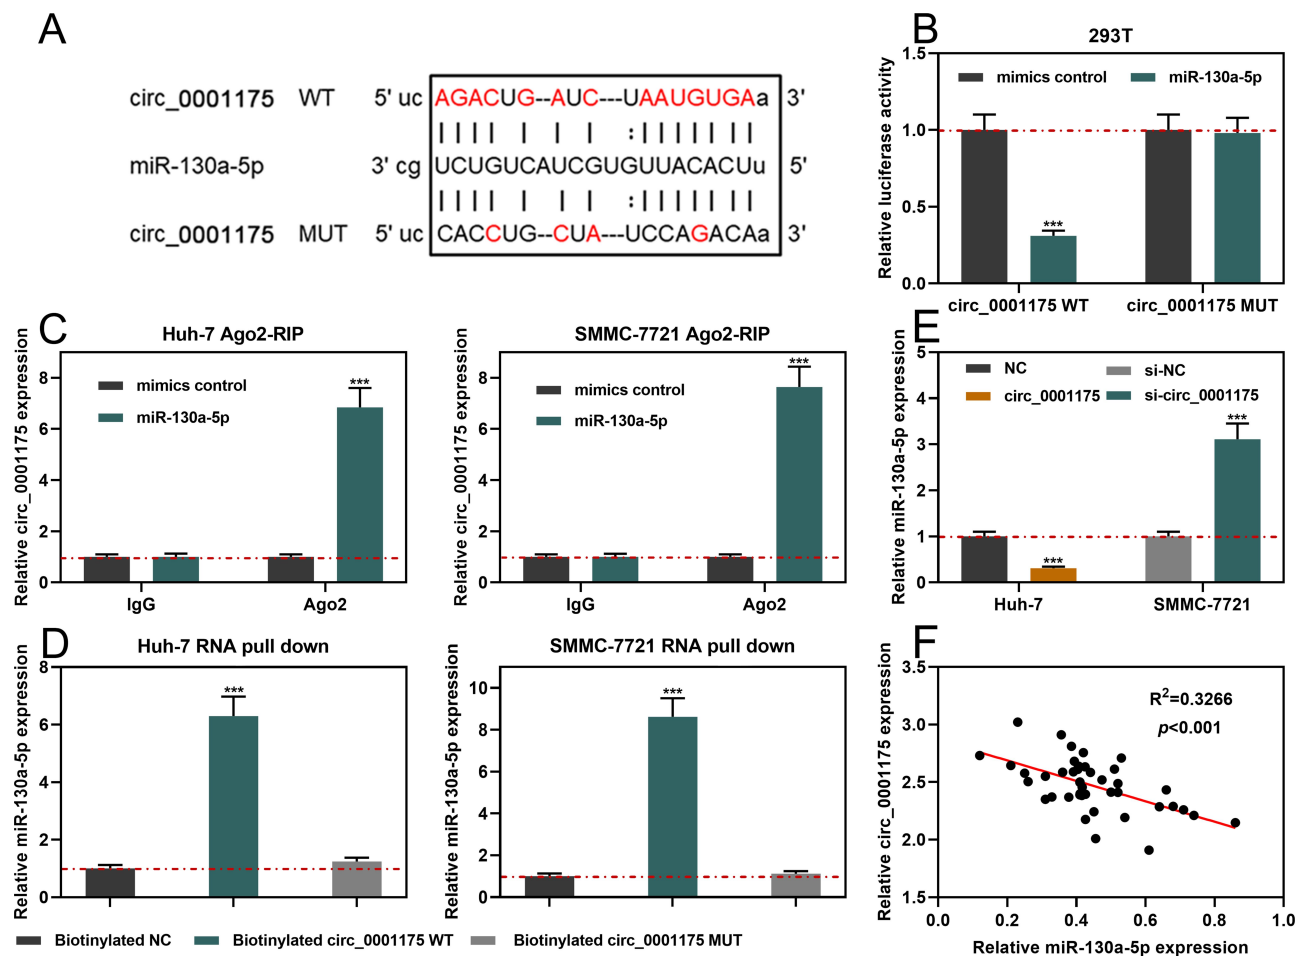 A
circ_0001175 WT 5' uc AGACUG--AUC---UAAUGUGAa 3'
miR-130a-5p 3' cg UCUGUCAUCGUGUUACACUu 5'
circ_0001175 MUT 5' uc CACCUG--CUA---UCCAGACAa 3'
B
293T
Relative luciferase activity
1.5
1.0
0.5
0.0
mimics control miR-130a-5p
***
circ_0001175 WT circ_0001175 MUT
C
Huh-7 Ago2-RIP
Relative circ_0001175 expression
8
6
4
2
0
mimics control
miR-130a-5p
***
IgG Ago2
SMMC-7721 Ago2-RIP
Relative circ_0001175 expression
8
6
4
2
0
mimics control
miR-130a-5p
***
IgG Ago2
E
Relative miR-130a-5p expression
5
4
3
2
1
0
NC si-NC
circ_0001175 si-circ_0001175
***
***
Huh-7 SMMC-7721
D
Huh-7 RNA pull down
Relative miR-130a-5p expression
8
6
4
2
0
***
SMMC-7721 RNA pull down
Relative miR-130a-5p expression
10
8
6
4
2
0
***
Biotinylated NC Biotinylated circ_0001175 WT Biotinylated circ_0001175 MUT
F
Relative circ_0001175 expression
3.5
3.0
2.5
2.0
1.5
R2=0.3266
p<0.001
0.0 0.2 0.4 0.6 0.8 1.0
Relative miR-130a-5p expression